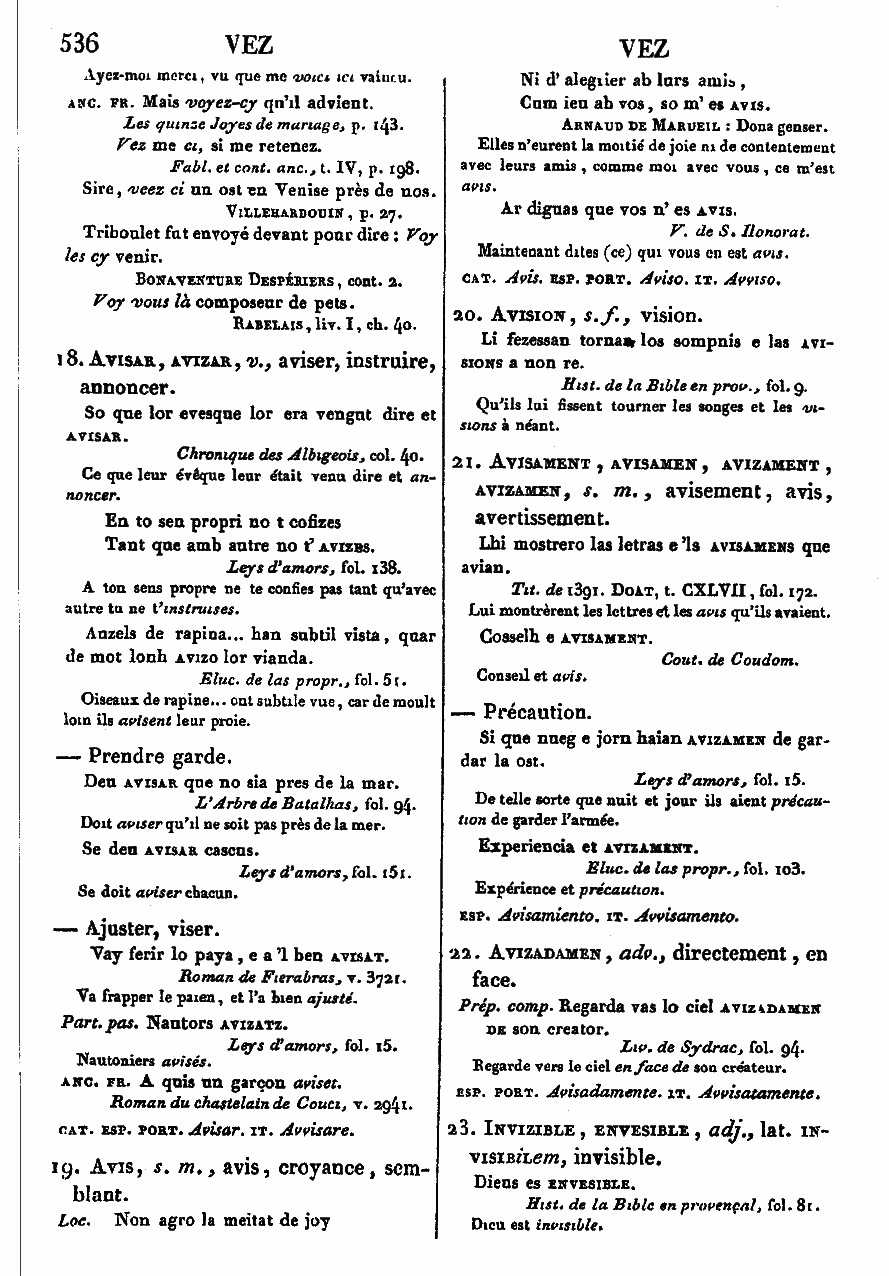 536 VEZ
VEZ
Ayez-moi merci, vu que me voici ici vaincu.
ANC. FR. Mais voyez-cy qu'il advient.
Les quinze Joyes de mariage, p. 143.
Vez me ci, si me retenez.
Fabl. et cont. anc., t. IV, p. 198.
Sire, veez ci un ost en Venise près de nos.
VILLEHARDOUIN, p. 27.
Triboulet fut envoyé devant pour dire : Voy
les cy venir.
BONAVENTURE DESPÉRIERS, cont. 2.
Voy vous là composeur de pets.
RABELAIS, liv. I, ch. 40.
18. AVISAR, AVIZAR, v., aviser, instruire,
annoncer.
So que lor evesque lor era vengut dire et
AVISAR.
Chronique des Albigeois, col. 40.
Ce que leur évêque leur était venu dire et an-
noncer.
En to sen propri no t cofizes
Tant que amb autre no t' AVIZES.
Leys d'amors, fol. 138.
A ton sens propre ne te confies pas tant qu'avec
autre tu ne t'instruises.
Auzels de rapina... han subtil vista, quar
de mot lonh AVIZO lor vianda.
Eluc. de las propr., fol. 51.
Oiseaux de rapine... ont subtile vue, car de moult
loin ils avisent leur proie.
— Prendre garde.
Deu AVISAR que no sia pres de la mar.
L'Arbre de Batalhas, fol. 94.
Doit aviser qu'il ne soit pas près de la mer.
Se deu AVISAR cascus.
Leys d'amors, fol. 151.
Se doit aviser chacun.
— Ajuster, viser.
Vay ferir lo paya, e a 'l ben AVISAT.
Roman de Fierabras, v. 3721.
Va frapper le païen, et l'a bien ajusté.
Part. pas. Nautors AVIZATZ.
Leys d'amors, fol. 15.
Nautoniers avisés.
ANC. FR. A quis un garçon aviset.
Roman du chastelain de Couci, v. 2941.
CAT. ESP. PORT. Avisar. IT. Avvisare.
19. AVIS, s. m., avis, croyance, sem-
blant.
Loc. Non agro la meitat de joy
Ni d' alegrier ab lurs amis,
Cum ieu ab vos, so m' es AVIS.
ARNAUD DE MARUEIL : Dona genser.
Elles n'eurent la moitié de joie ni de contentement
avec leurs amis, comme moi avec vous, ce m'est
avis.
Ar diguas que vos n' es AVIS.
V. de S. Honorat.
Maintenant dites (ce) qui vous en est avis.
CAT. Avis. ESP. PORT. Aviso. IT. Avviso.
20. AVISION, s. f., vision.
Li fezessan tornar los sompnis e las AVI-
SIONS a non re.
Hist. de la Bible en prov., fol. 9.
Qu'ils lui fissent tourner les songes et les vi-
sions à néant.
21. AVISAMENT, AVISAMEN, AVIZAMENT,
AVIZAMEN, s. m., avisement, avis,
avertissement.
Lhi mostrero las letras e 'ls AVISAMENS que
avian.
Tit. de 1391. DOAT, t. CXLVII, fol. 172.
Lui montrèrent les lettres et les avis qu'ils avaient.
Cosselh e AVISAMENT.
Cout. de Coudom.
Conseil et avis.
— Précaution.
Si que nueg e jorn haian AVIZAMEN de gar-
dar la ost.
Leys d'amors, fol. 15.
De telle sorte que nuit et jour ils aient précau-
tion de garder l'armée.
Experiencia et AVIZAMENT.
Eluc. de las propr., fol. 103.
Expérience et précaution.
ESP. Avisamiento. IT. Avvisamento.
22. AVIZADAMEN, adv., directement, en
face.
Prép. comp. Regarda vas lo ciel AVIZADAMEN
DE son creator.
Liv. de Sydrac, fol. 94.
Regarde vers le ciel en face de son créateur.
ESP. PORT. Avisadamente. IT. Avvisatamente.
23. INVIZIBLE, ENVESIBLE, adj., lat. IN-
VISIBILem, invisible.
Dieus es ENVESIBLE.
Hist. de la Bible en provençal, fol. 81.
Dieu est invisible.